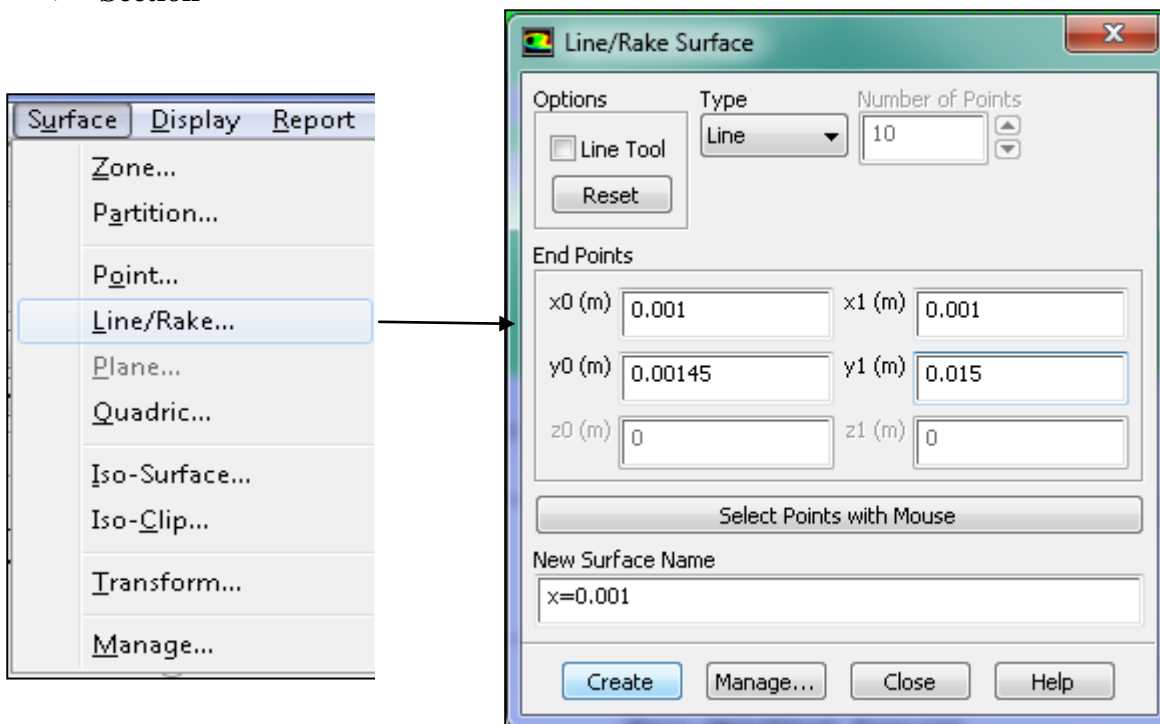 Section
Surface Display Report
Zone...
Partition...
Point...
Line/Rake...
Plane...
Quadric...
Iso-Surface...
Iso-Clip...
Transform...
Manage...
Line/Rake Surface
Options Type Number of Points
Line Tool Line 10
Reset
End Points
x0 (m) 0.001 x1 (m) 0.001
y0 (m) 0.00145 y1 (m) 0.015
z0 (m) 0 z1 (m) 0
Select Points with Mouse
New Surface Name
x=0.001
Create Manage... Close Help